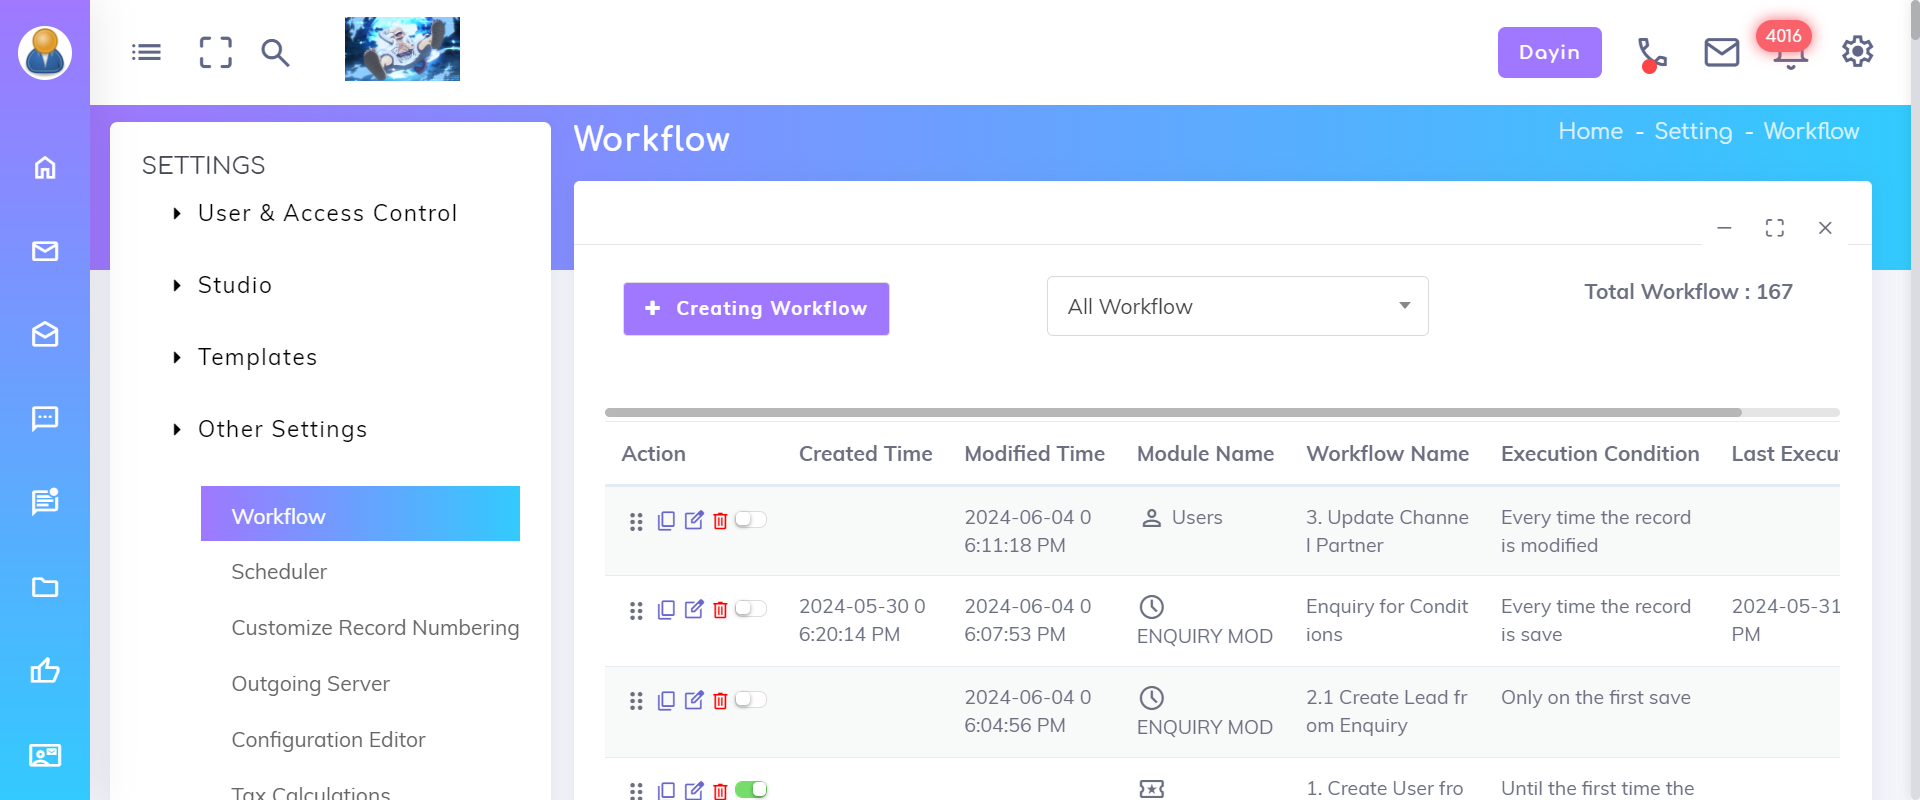 Dayin
4016
Workflow
Home - Setting - Workflow
SETTINGS
User & Access Control
Studio
Templates
Other Settings
Workflow
Scheduler
Customize Record Numbering
Outgoing Server
Configuration Editor
Tax Calculations
Creating Workflow
All Workflow
Total Workflow : 167
Action Created Time Modified Time Module Name Workflow Name Execution Condition Last Execu
2024-06-04 0 Users 3. Update Channe Every time the record
6:11:18 PM l Partner is modified
2024-05-30 0 2024-06-04 0 Enquiry for Condit Every time the record 2024-05-31
6:20:14 PM 6:07:53 PM ENQUIRY MOD ions is save PM
2024-06-04 0 2.1 Create Lead fr Only on the first save
6:04:56 PM ENQUIRY MOD om Enquiry
1. Create User fro Until the first time the